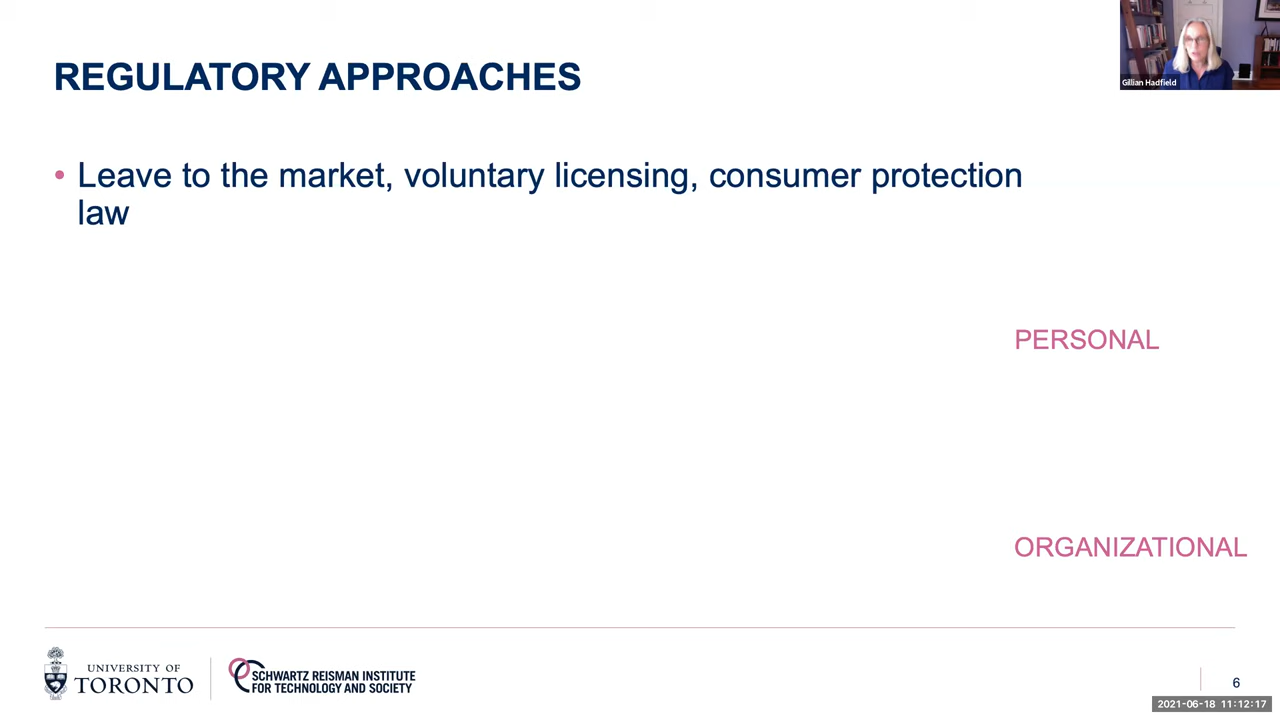 REGULATORY APPROACHES
Gillian Hadfield
• Leave to the market, voluntary licensing, consumer protection
law
PERSONAL
ORGANIZATIONAL
UNIVERSITY OF
TORONTO
SCHWARTZ REISMAN INSTITUTE
FOR TECHNOLOGY AND SOCIETY
6
2021-06-18 11:12:17